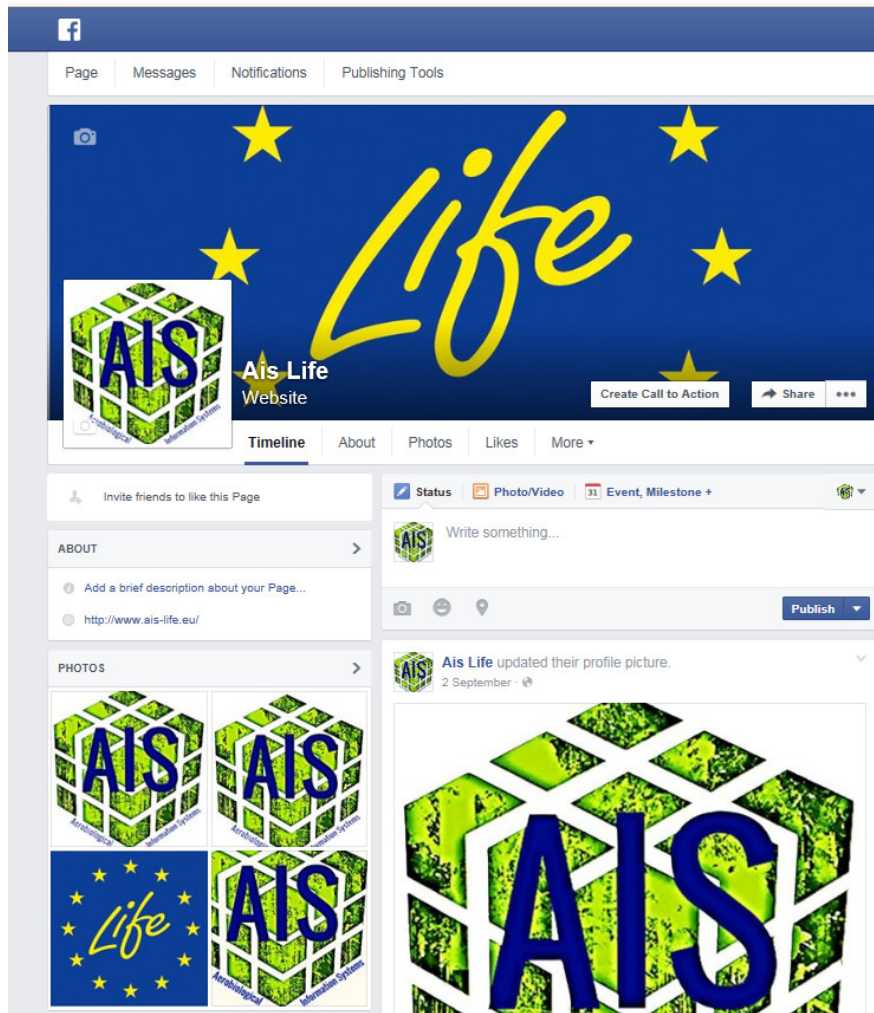 f
Page Messages Notifications Publishing Tools
Life
AIS
Aerobiological Information Systems
Ais Life
Website
Create Call to Action Share
Timeline About Photos Likes More
Invite friends to like this Page
ABOUT
Add a brief description about your Page...
http://www.ais-life.eu/
PHOTOS
AIS
Aerobiological Information Systems
AIS
Aerobiological Information Systems
Life
AIS
Aerobiological Information Systems
Status Photo/Video 31 Event, Milestone +
AIS
AIS
Write something...
Publish
AIS
Ais Life updated their profile picture.
2 September ·
AIS